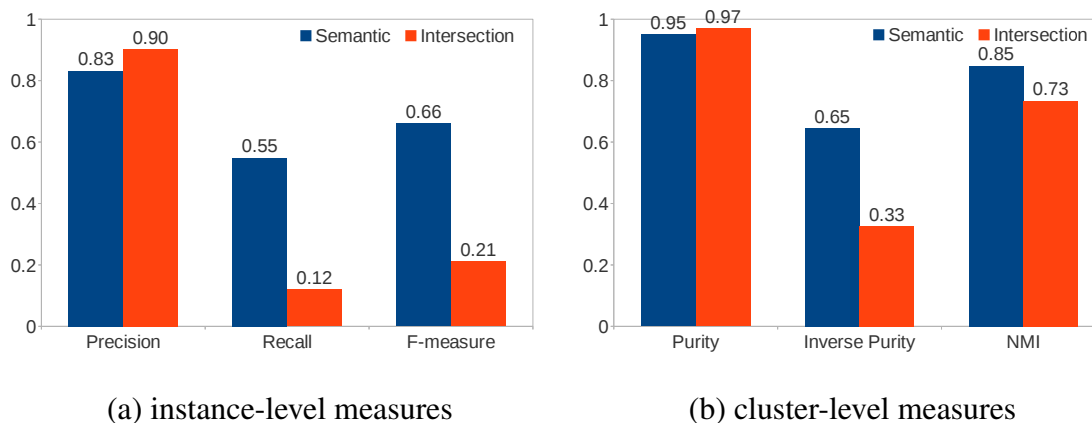 Semantic Intersection
1
0.8
0.6
0.4
0.2
0
0.83
0.90
0.55
0.12
0.66
0.21
Precision
Recall
F-measure
(a) instance-level measures
Semantic Intersection
1
0.8
0.6
0.4
0.2
0
0.95
0.97
0.65
0.33
0.85
0.73
Purity
Inverse Purity
NMI
(b) cluster-level measures